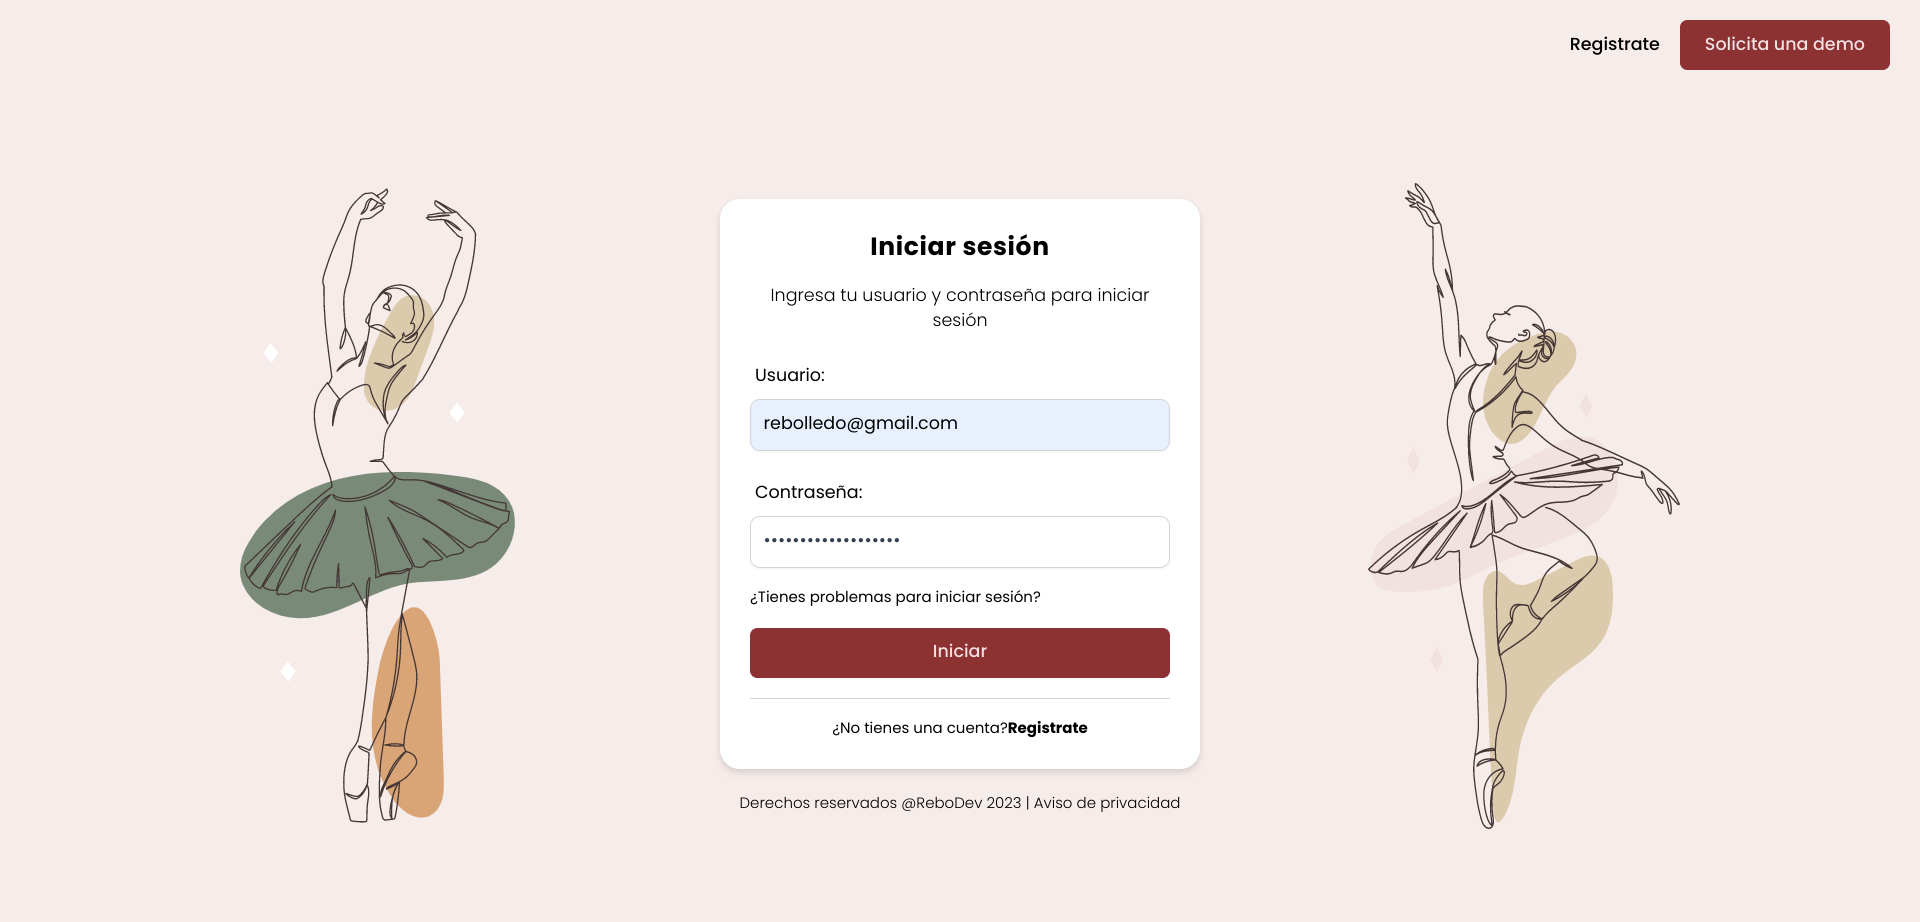 Registrate
Solicita una demo
Iniciar sesión
Ingresa tu usuario y contraseña para iniciar
sesión
Usuario:
rebolledo@gmail.com
Contraseña:
•••••••••••••••••••
¿Tienes problemas para iniciar sesión?
Iniciar
¿No tienes una cuenta?Registrate
Derechos reservados @ReboDev 2023 | Aviso de privacidad